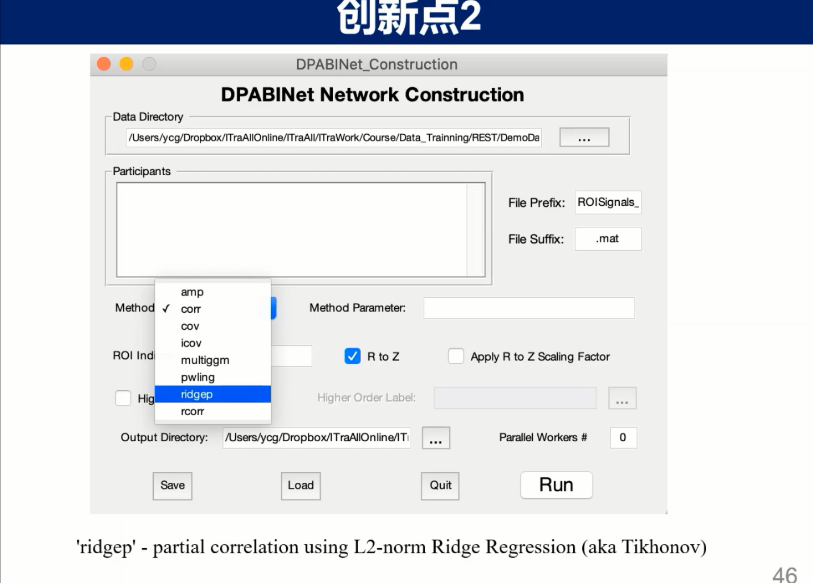 创新点2
DPABINet_Construction
DPABINet Network Construction
Data Directory
/Users/ycg/Dropbox/ITraAllOnline/ITraAll/ITraWork/Course/Data_Trainning/REST/DemoDa
...
Participants
File Prefix: ROISignals_
File Suffix: .mat
Method
amp
✓ corr
cov
icov
multiggm
pwling
ridgep
rcorr
Method Parameter:
ROI Indi
R to Z
Apply R to Z Scaling Factor
Hig
Higher Order Label:
...
Output Directory: /Users/ycg/Dropbox/ITraAllOnline/ITi
...
Parallel Workers # 0
Save
Load
Quit
Run
'ridgep' - partial correlation using L2-norm Ridge Regression (aka Tikhonov)
46